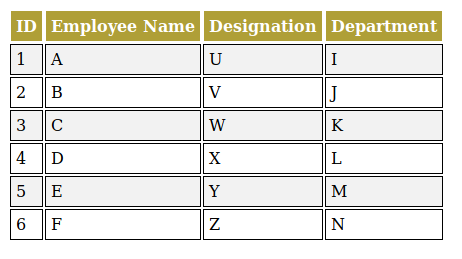 ID Employee Name Designation Department
1 A U I
2 B V J
3 C W K
4 D X L
5 E Y M
6 F Z N